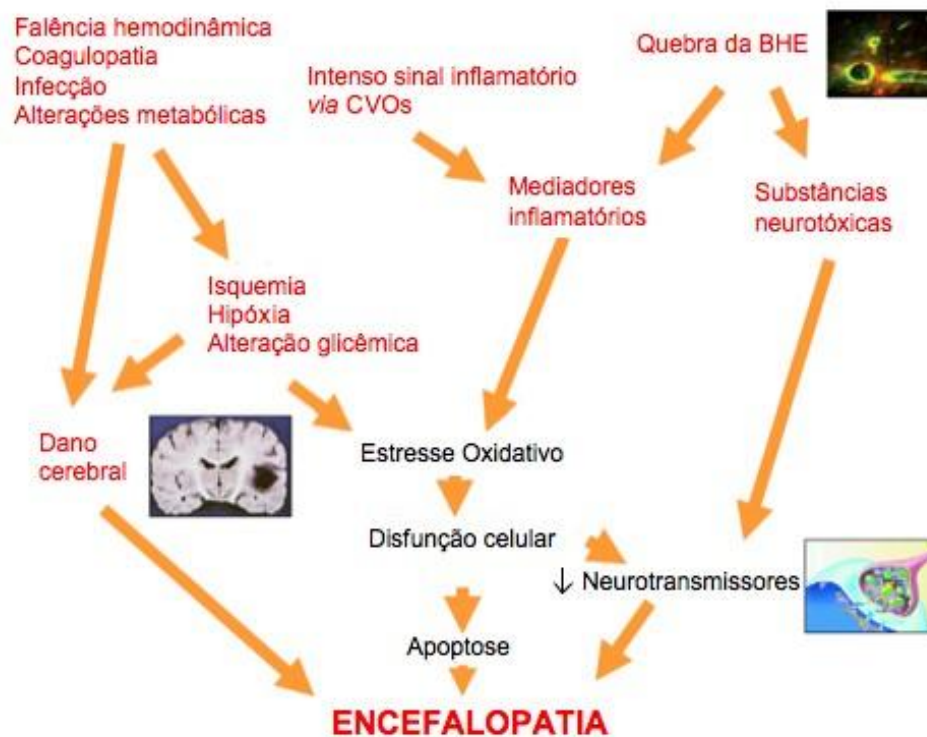 Falência hemodinâmica
Coagulopatia
Infecção
Alterações metabólicas
Intenso sinal inflamatório
via CVOs
Quebra da BHE
Mediadores
inflamatórios
Substâncias
neurotóxicas
Isquemia
Hipóxia
Alteração glicêmica
Dano
cerebral
Estresse Oxidativo
Disfunção celular
↓ Neurotransmissores
Apoptose
ENCEFALOPATIA